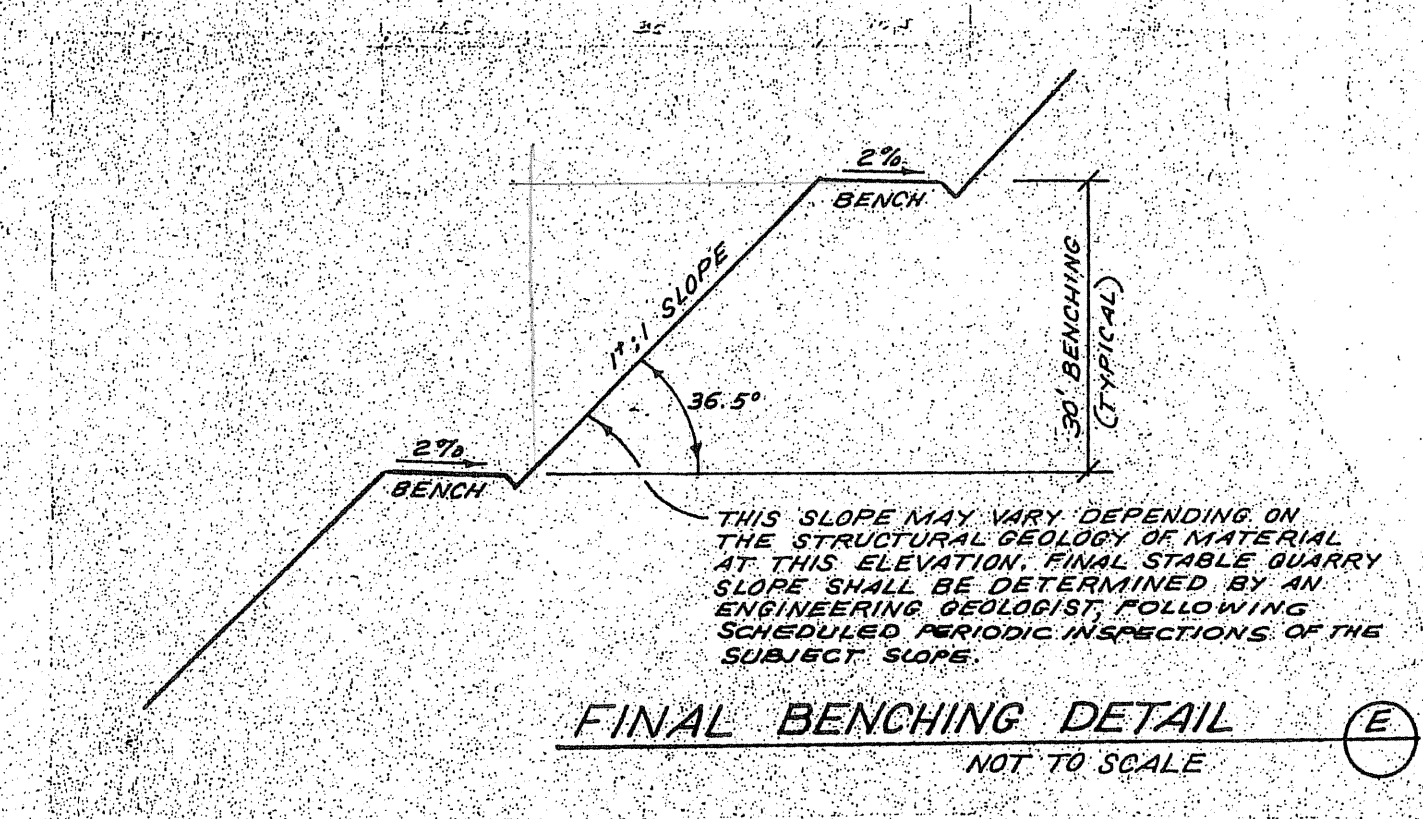 2%
BENCH
1±:1 SLOPE
36.5°
30' BENCHING
(TYPICAL)
2%
BENCH
THIS SLOPE MAY VARY DEPENDING ON
THE STRUCTURAL GEOLOGY OF MATERIAL
AT THIS ELEVATION. FINAL STABLE QUARRY
SLOPE SHALL BE DETERMINED BY AN
ENGINEERING GEOLOGIST, FOLLOWING
SCHEDULED PERIODIC INSPECTIONS OF THE
SUBJECT SLOPE.
FINAL BENCHING DETAIL
E
NOT TO SCALE